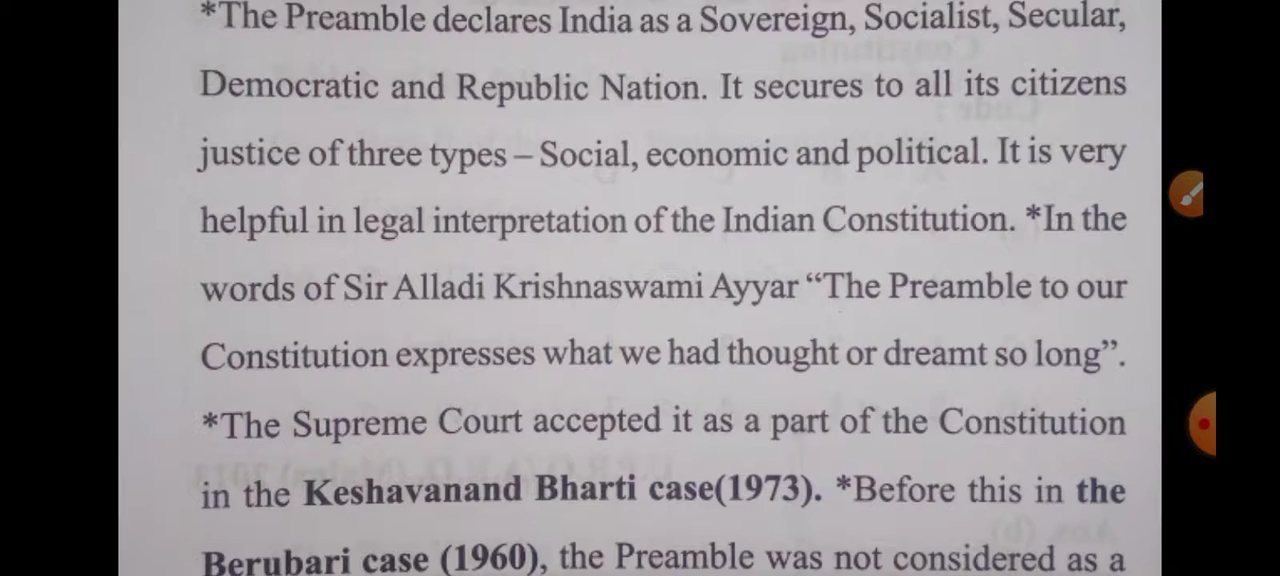 *The Preamble declares India as a Sovereign, Socialist, Secular,
Democratic and Republic Nation. It secures to all its citizens
justice of three types – Social, economic and political. It is very
helpful in legal interpretation of the Indian Constitution. *In the
words of Sir Alladi Krishnaswami Ayyar “The Preamble to our
Constitution expresses what we had thought or dreamt so long”.
*The Supreme Court accepted it as a part of the Constitution
in the Keshavanand Bharti case(1973). *Before this in the
Berubari case (1960), the Preamble was not considered as a